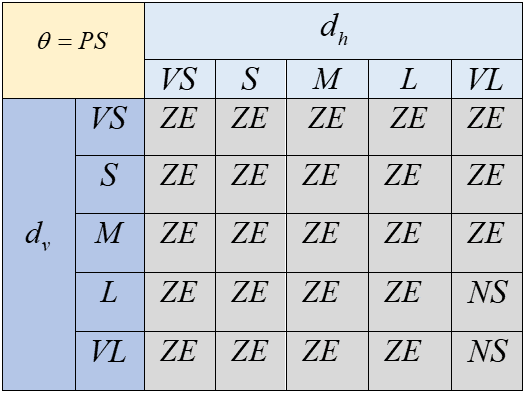 θ = PS
d_h
VS S M L VL
VS ZE ZE ZE ZE ZE
S ZE ZE ZE ZE ZE
d_v
M ZE ZE ZE ZE ZE
L ZE ZE ZE ZE NS
VL ZE ZE ZE ZE NS